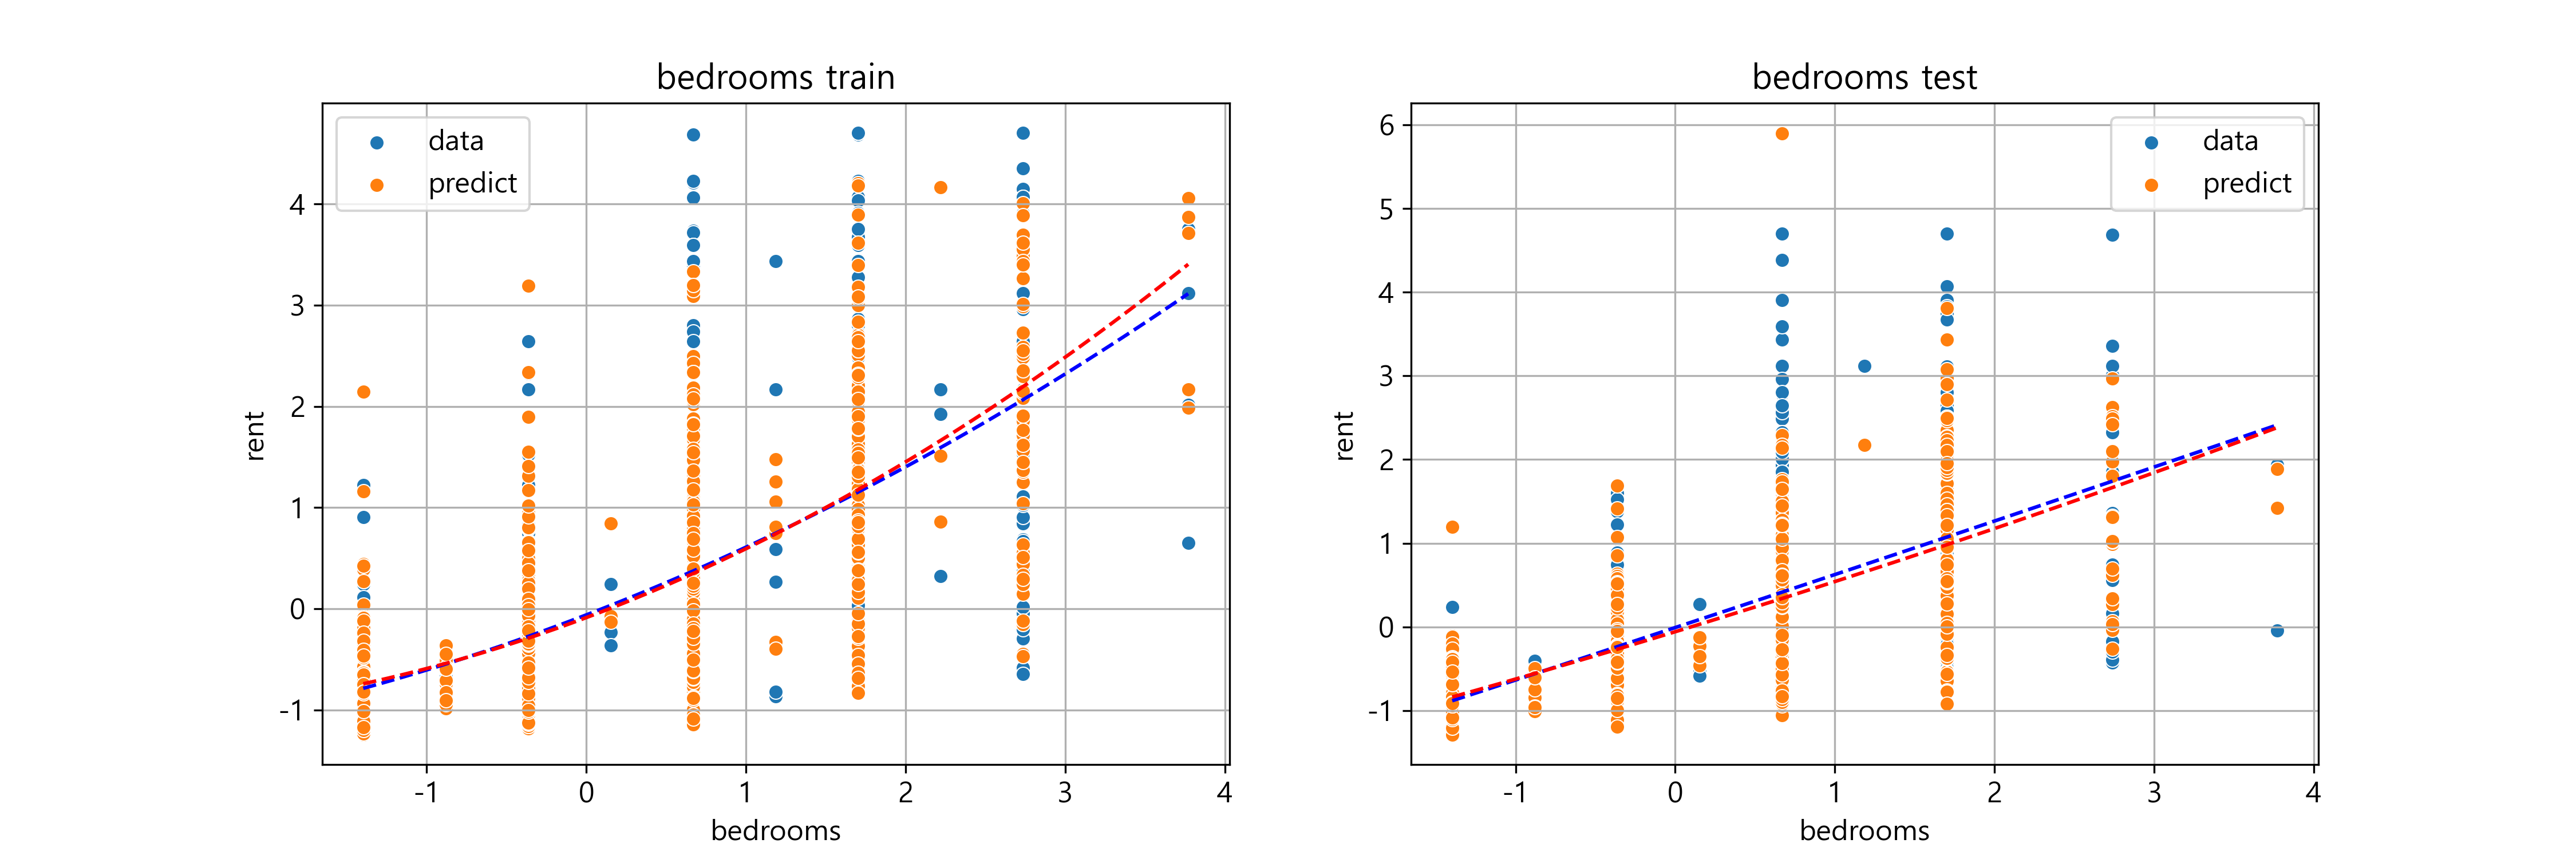 bedrooms train
data
predict
4
3
2
1
0
-1
rent
-1 0 1 2 3 4
bedrooms
bedrooms test
data
predict
6
5
4
3
2
1
0
-1
rent
-1 0 1 2 3 4
bedrooms